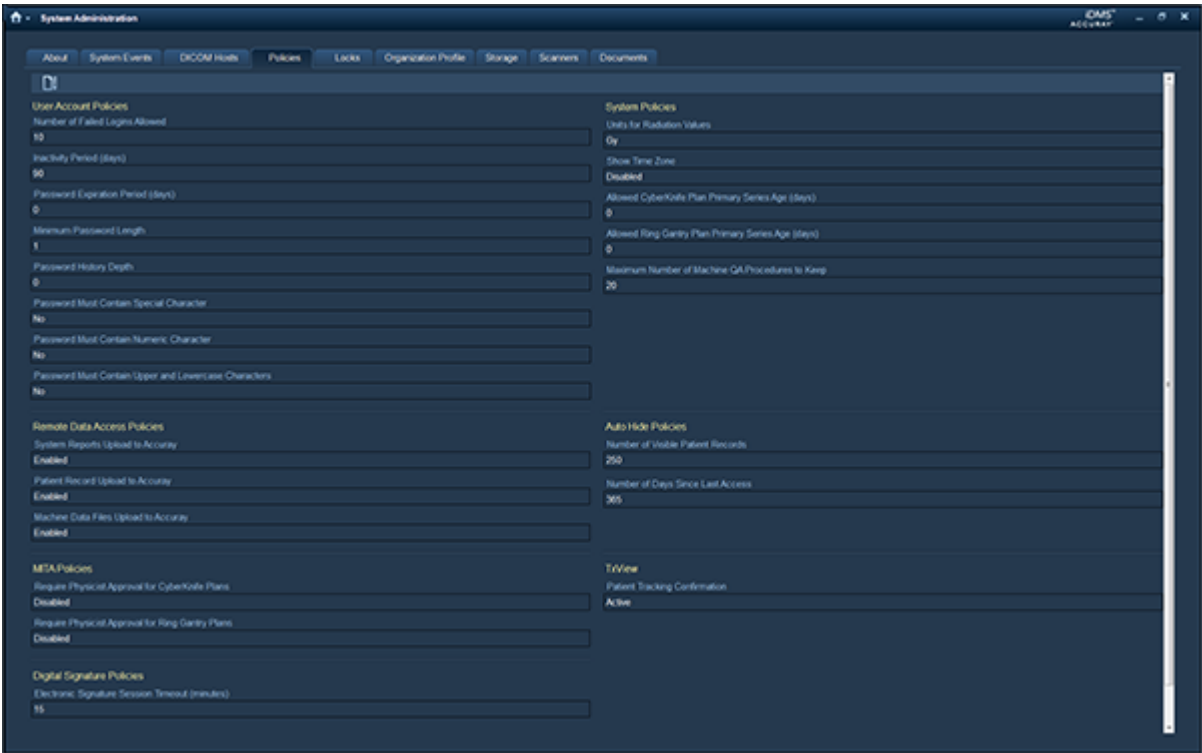 System Administration
iDMS™
ACCURAY
About
System Events
DICOM Hosts
Policies
Locks
Organization Profile
Storage
Scanners
Documents
User Account Policies
Number of Failed Logins Allowed
10
Inactivity Period (days)
90
Password Expiration Period (days)
0
Minimum Password Length
1
Password History Depth
0
Password Must Contain Special Character
No
Password Must Contain Numeric Character
No
Password Must Contain Upper and Lowercase Characters
No
System Policies
Units for Radiation Values
Gy
Show Time Zone
Disabled
Allowed CyberKnife Plan Primary Series Age (days)
0
Allowed Ring Gantry Plan Primary Series Age (days)
0
Maximum Number of Machine QA Procedures to Keep
20
Remote Data Access Policies
System Reports Upload to Accuray
Enabled
Patient Record Upload to Accuray
Enabled
Machine Data Files Upload to Accuray
Enabled
Auto Hide Policies
Number of Visible Patient Records
250
Number of Days Since Last Access
365
MITA Policies
Require Physicist Approval for CyberKnife Plans
Disabled
Require Physicist Approval for Ring Gantry Plans
Disabled
TxView
Patient Tracking Confirmation
Active
Digital Signature Policies
Electronic Signature Session Timeout (minutes)
15